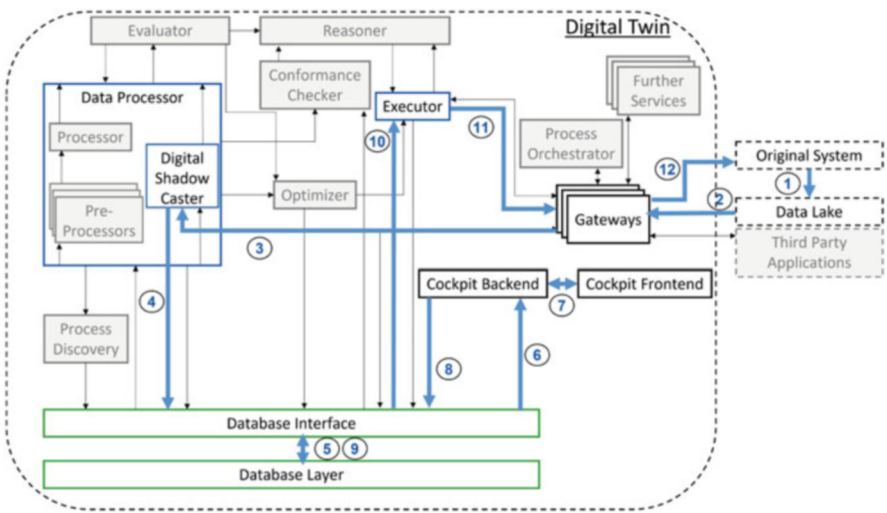 Digital Twin
Evaluator
Reasoner
Data Processor
Conformance
Checker
Executor
Further
Services
Processor
Digital
Shadow
Caster
10
11
Process
Orchestrator
12
Original System
1
Pre-
Processors
Optimizer
Gateways
2
Data Lake
3
Third Party
Applications
4
Cockpit Backend
7
Cockpit Frontend
Process
Discovery
8
6
Database Interface
5
9
Database Layer